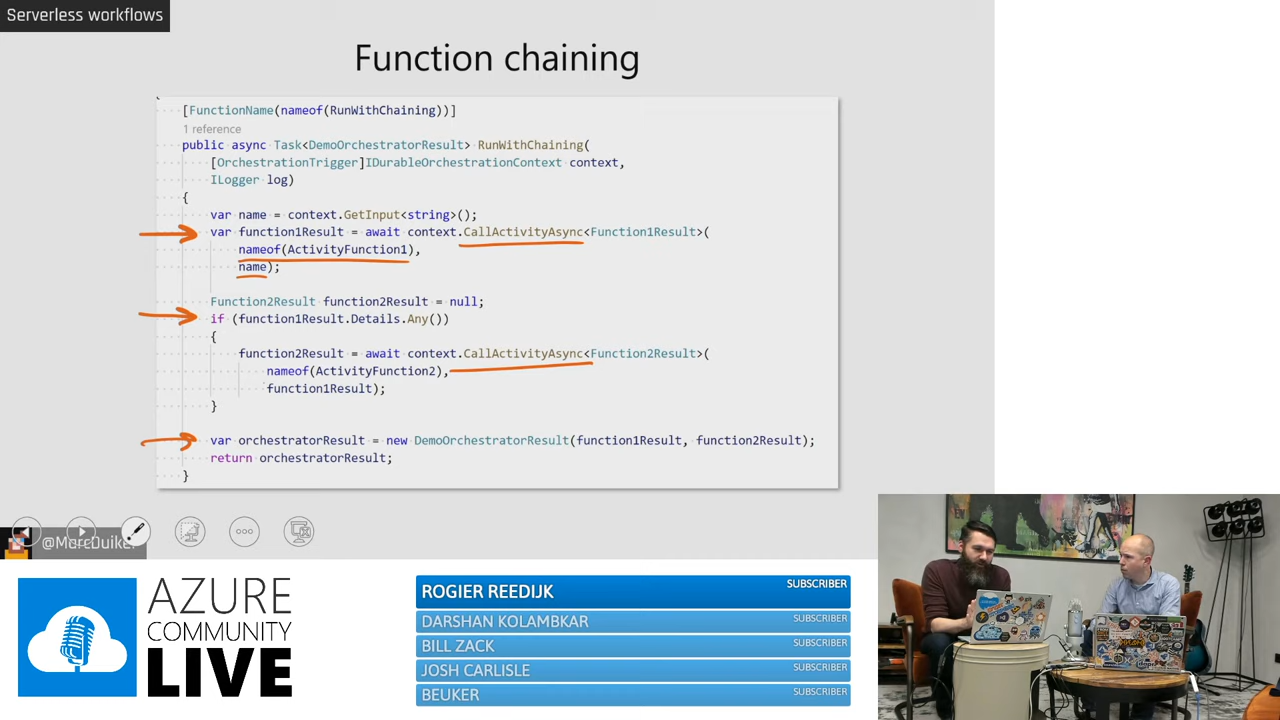 Serverless workflows
Function chaining
[FunctionName(nameof(RunWithChaining))]
1 reference
public async Task<DemoOrchestratorResult> RunWithChaining(
[OrchestrationTrigger]IDurableOrchestrationContext context,
ILogger log)
{
var name = context.GetInput<string>();
var function1Result = await context.CallActivityAsync<Function1Result>(
nameof(ActivityFunction1),
name);
Function2Result function2Result = null;
if (function1Result.Details.Any())
{
function2Result = await context.CallActivityAsync<Function2Result>(
nameof(ActivityFunction2),
function1Result);
}
var orchestratorResult = new DemoOrchestratorResult(function1Result, function2Result);
return orchestratorResult;
}
@MarcDuiker
AZURE
COMMUNITY
LIVE
ROGIER REEDIJK SUBSCRIBER
DARSHAN KOLAMBKAR SUBSCRIBER
BILL ZACK SUBSCRIBER
JOSH CARLISLE SUBSCRIBER
BEUKER SUBSCRIBER